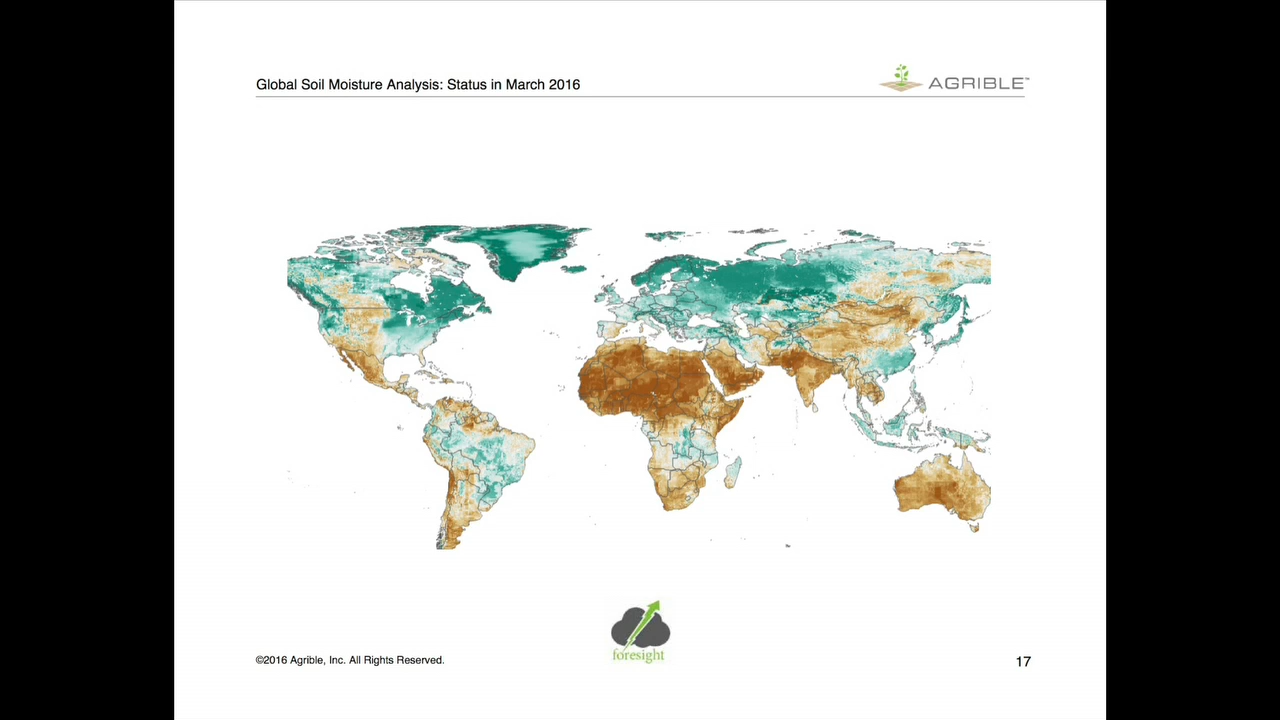 Global Soil Moisture Analysis: Status in March 2016
AGRIBLE™
foresight
©2016 Agrible, Inc. All Rights Reserved.
17